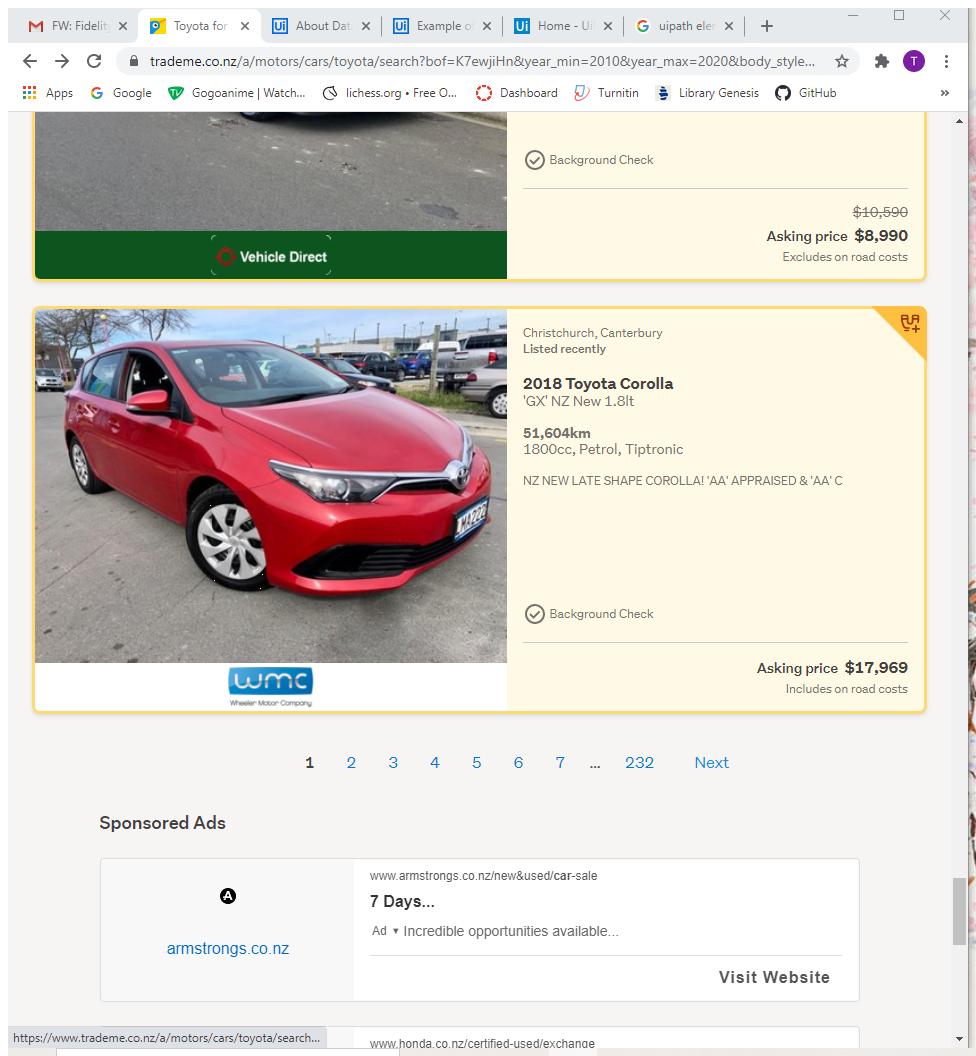 FW: Fidelit
Toyota for
About Dat
Example o
Home - Ui
uipath eler
trademe.co.nz/a/motors/cars/toyota/search?bof=K7ewjiHn&year_min=2010&year_max=2020&body_style...
T
Apps
Google
Gogoanime | Watch...
lichess.org • Free O...
Dashboard
Turnitin
Library Genesis
GitHub
»
Background Check
$10,590
Asking price $8,990
Excludes on road costs
Vehicle Direct
Christchurch, Canterbury
Listed recently
2018 Toyota Corolla
'GX' NZ New 1.8lt
51,604km
1800cc, Petrol, Tiptronic
NZ NEW LATE SHAPE COROLLA! 'AA' APPRAISED & 'AA' C
LMA222
Background Check
Asking price $17,969
Includes on road costs
wmc
Wheeler Motor Company
1 2 3 4 5 6 7 ... 232 Next
Sponsored Ads
A
armstrongs.co.nz
www.armstrongs.co.nz/new&used/car-sale
7 Days...
Ad ▾ Incredible opportunities available...
Visit Website
https://www.trademe.co.nz/a/motors/cars/toyota/search...
www.honda.co.nz/certified-used/exchange